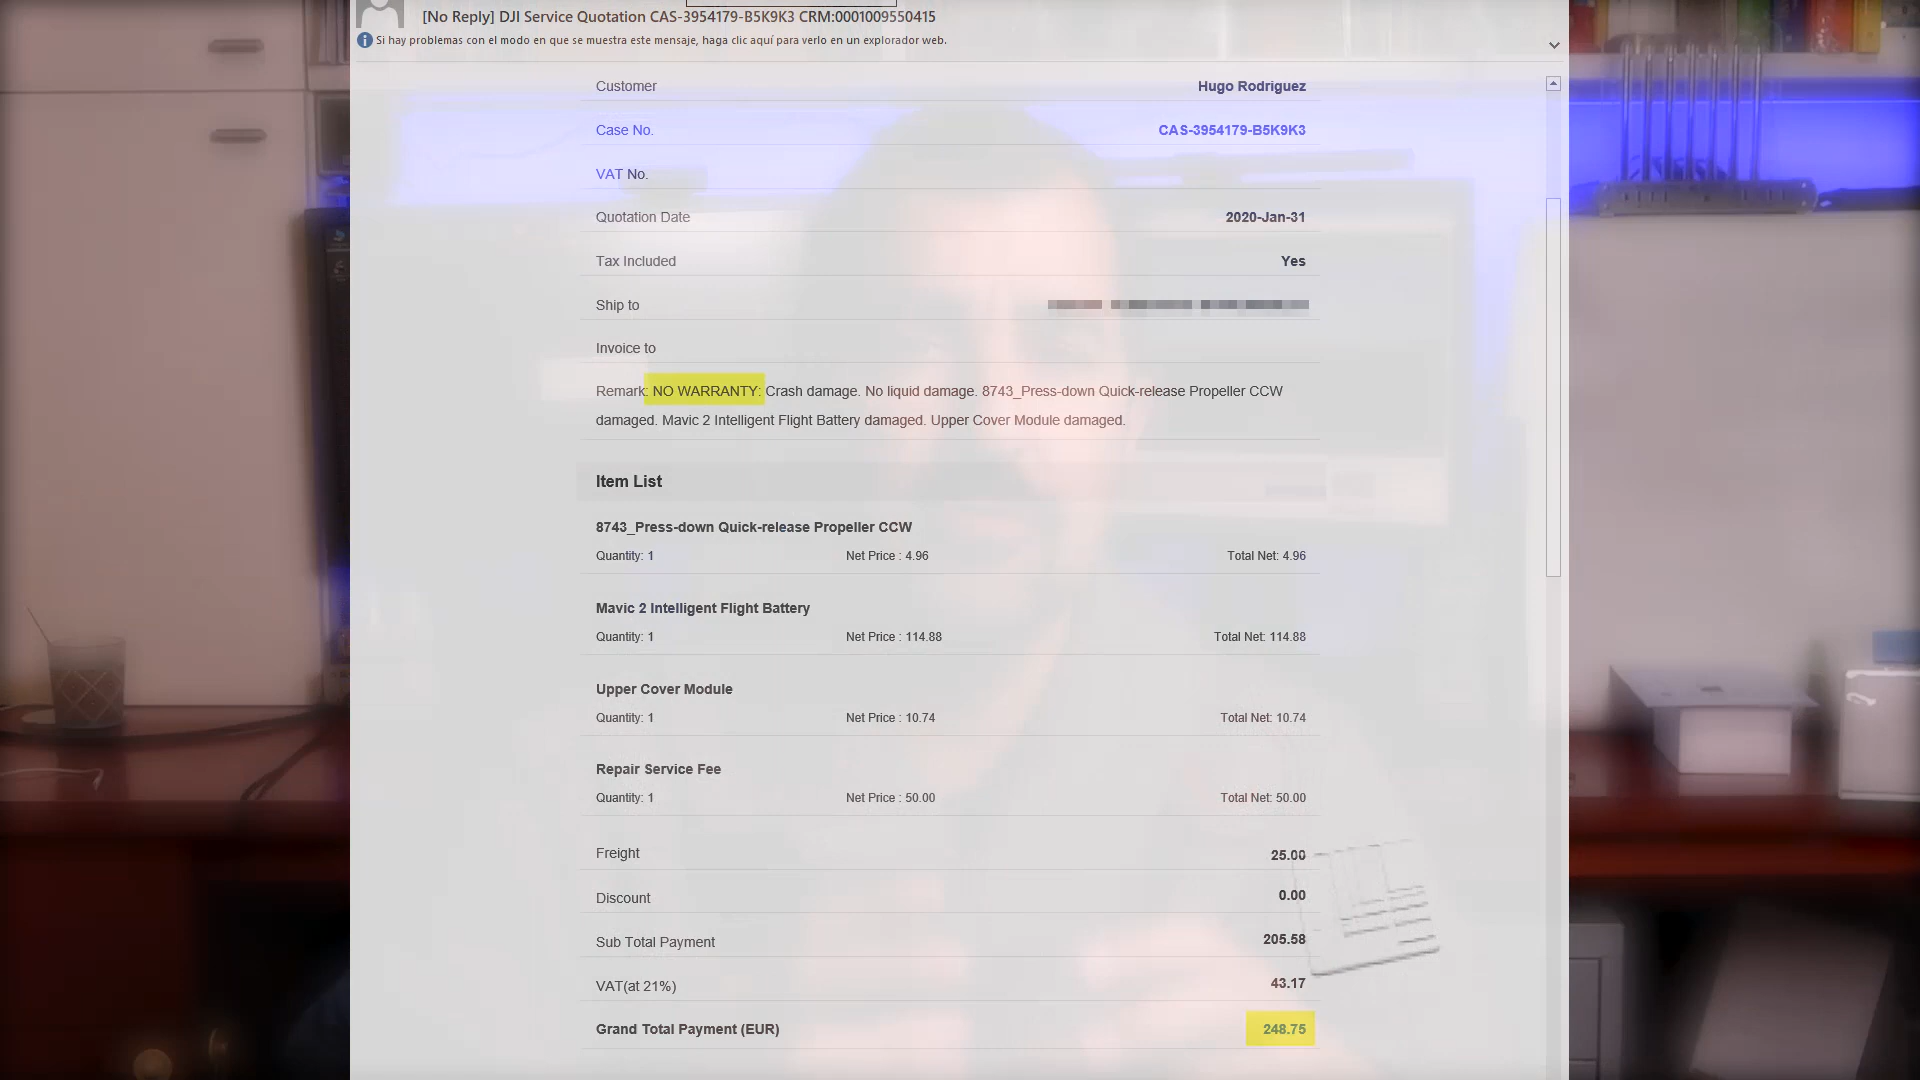 [No Reply] DJI Service Quotation CAS-3954179-B5K9K3 CRM:0001009550415
Si hay problemas con el modo en que se muestra este mensaje, haga clic aquí para verlo en un explorador web.
Customer Hugo Rodriguez
Case No. CAS-3954179-B5K9K3
VAT No.
Quotation Date 2020-Jan-31
Tax Included Yes
Ship to
Invoice to
Remark: NO WARRANTY: Crash damage. No liquid damage. 8743_Press-down Quick-release Propeller CCW
damaged. Mavic 2 Intelligent Flight Battery damaged. Upper Cover Module damaged.
Item List
8743_Press-down Quick-release Propeller CCW
Quantity: 1 Net Price : 4.96 Total Net: 4.96
Mavic 2 Intelligent Flight Battery
Quantity: 1 Net Price : 114.88 Total Net: 114.88
Upper Cover Module
Quantity: 1 Net Price : 10.74 Total Net: 10.74
Repair Service Fee
Quantity: 1 Net Price : 50.00 Total Net: 50.00
Freight 25.00
Discount 0.00
Sub Total Payment 205.58
VAT(at 21%) 43.17
Grand Total Payment (EUR) 248.75